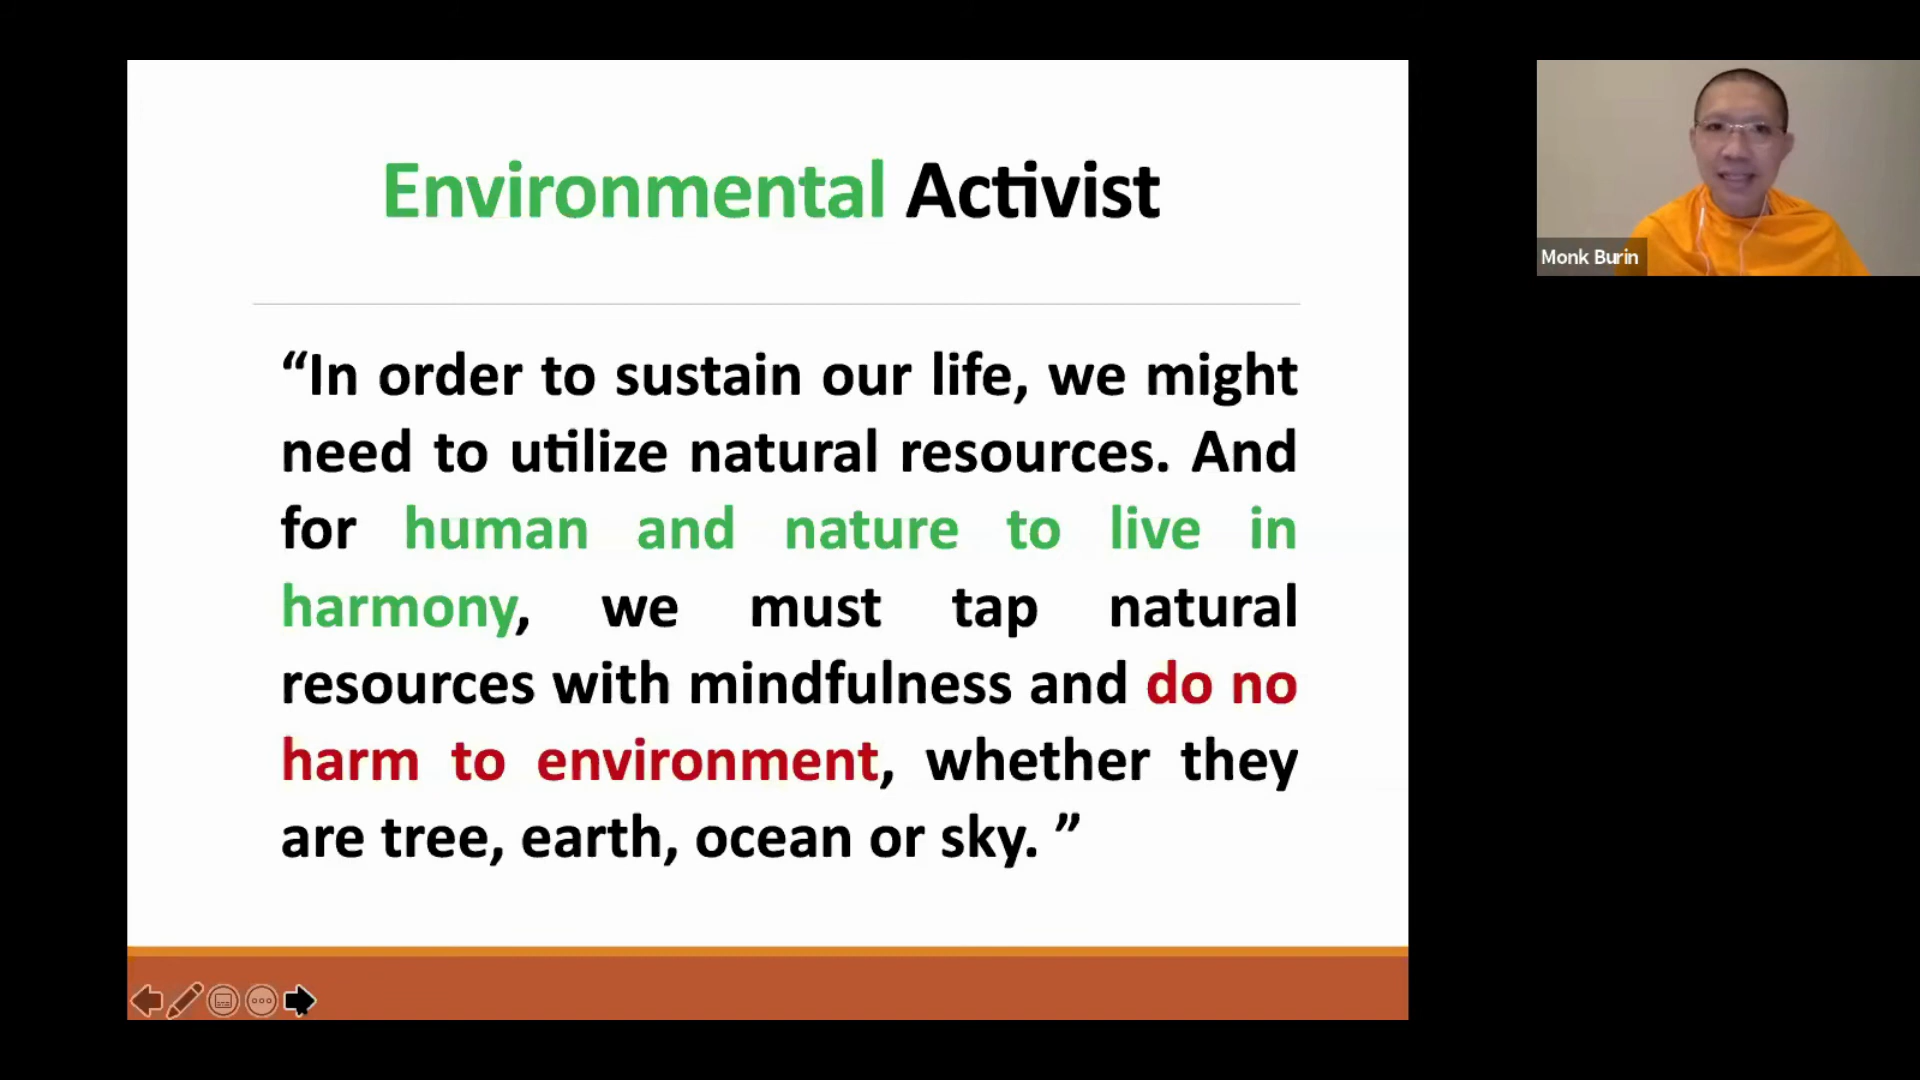 Environmental Activist
“In order to sustain our life, we might
need to utilize natural resources. And
for human and nature to live in
harmony, we must tap natural
resources with mindfulness and do no
harm to environment, whether they
are tree, earth, ocean or sky. ”
Monk Burin